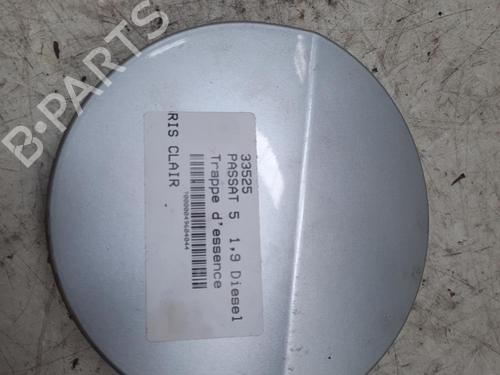 B-PARTS
33525
PASSAT 5 1,9 Diesel
Trappe d'essence
RIS CLAIR